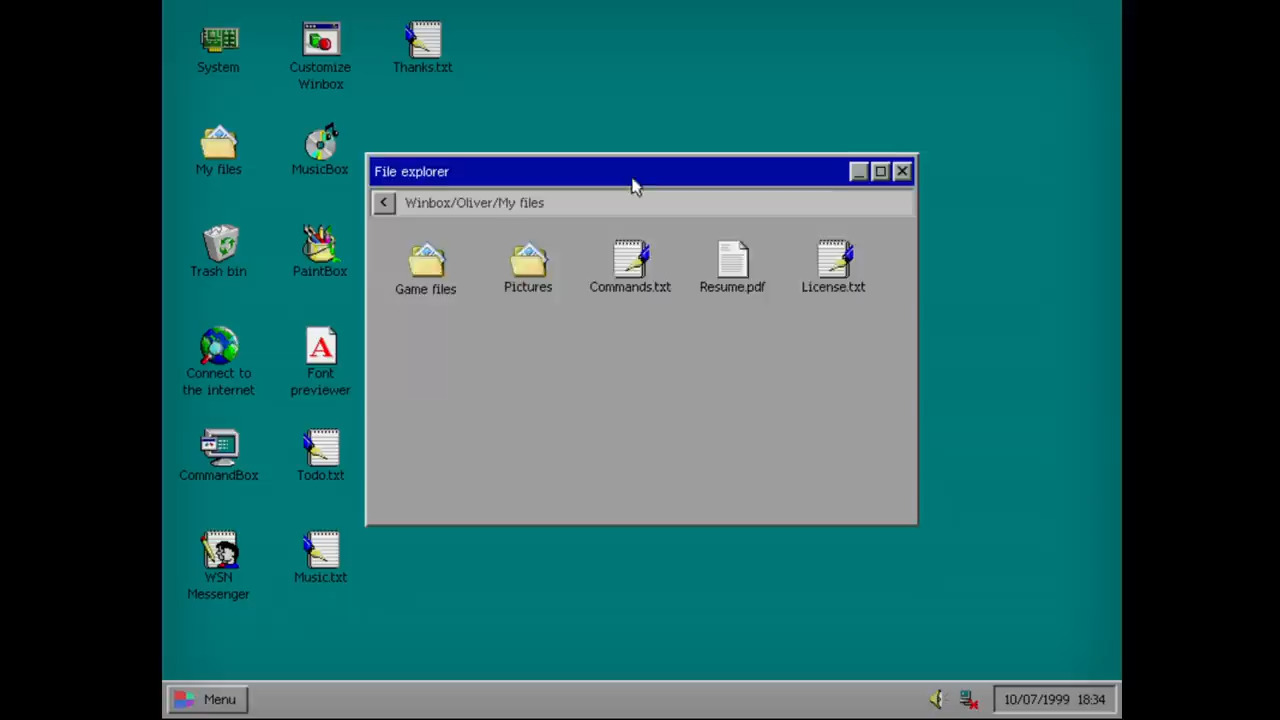 System
Customize
Winbox
Thanks.txt
My files
MusicBox
File explorer
< Winbox/Oliver/My files
Game files
Pictures
Commands.txt
Resume.pdf
License.txt
Trash bin
PaintBox
Connect to
the internet
Font
previewer
CommandBox
Todo.txt
WSN
Messenger
Music.txt
Menu
10/07/1999 18:34